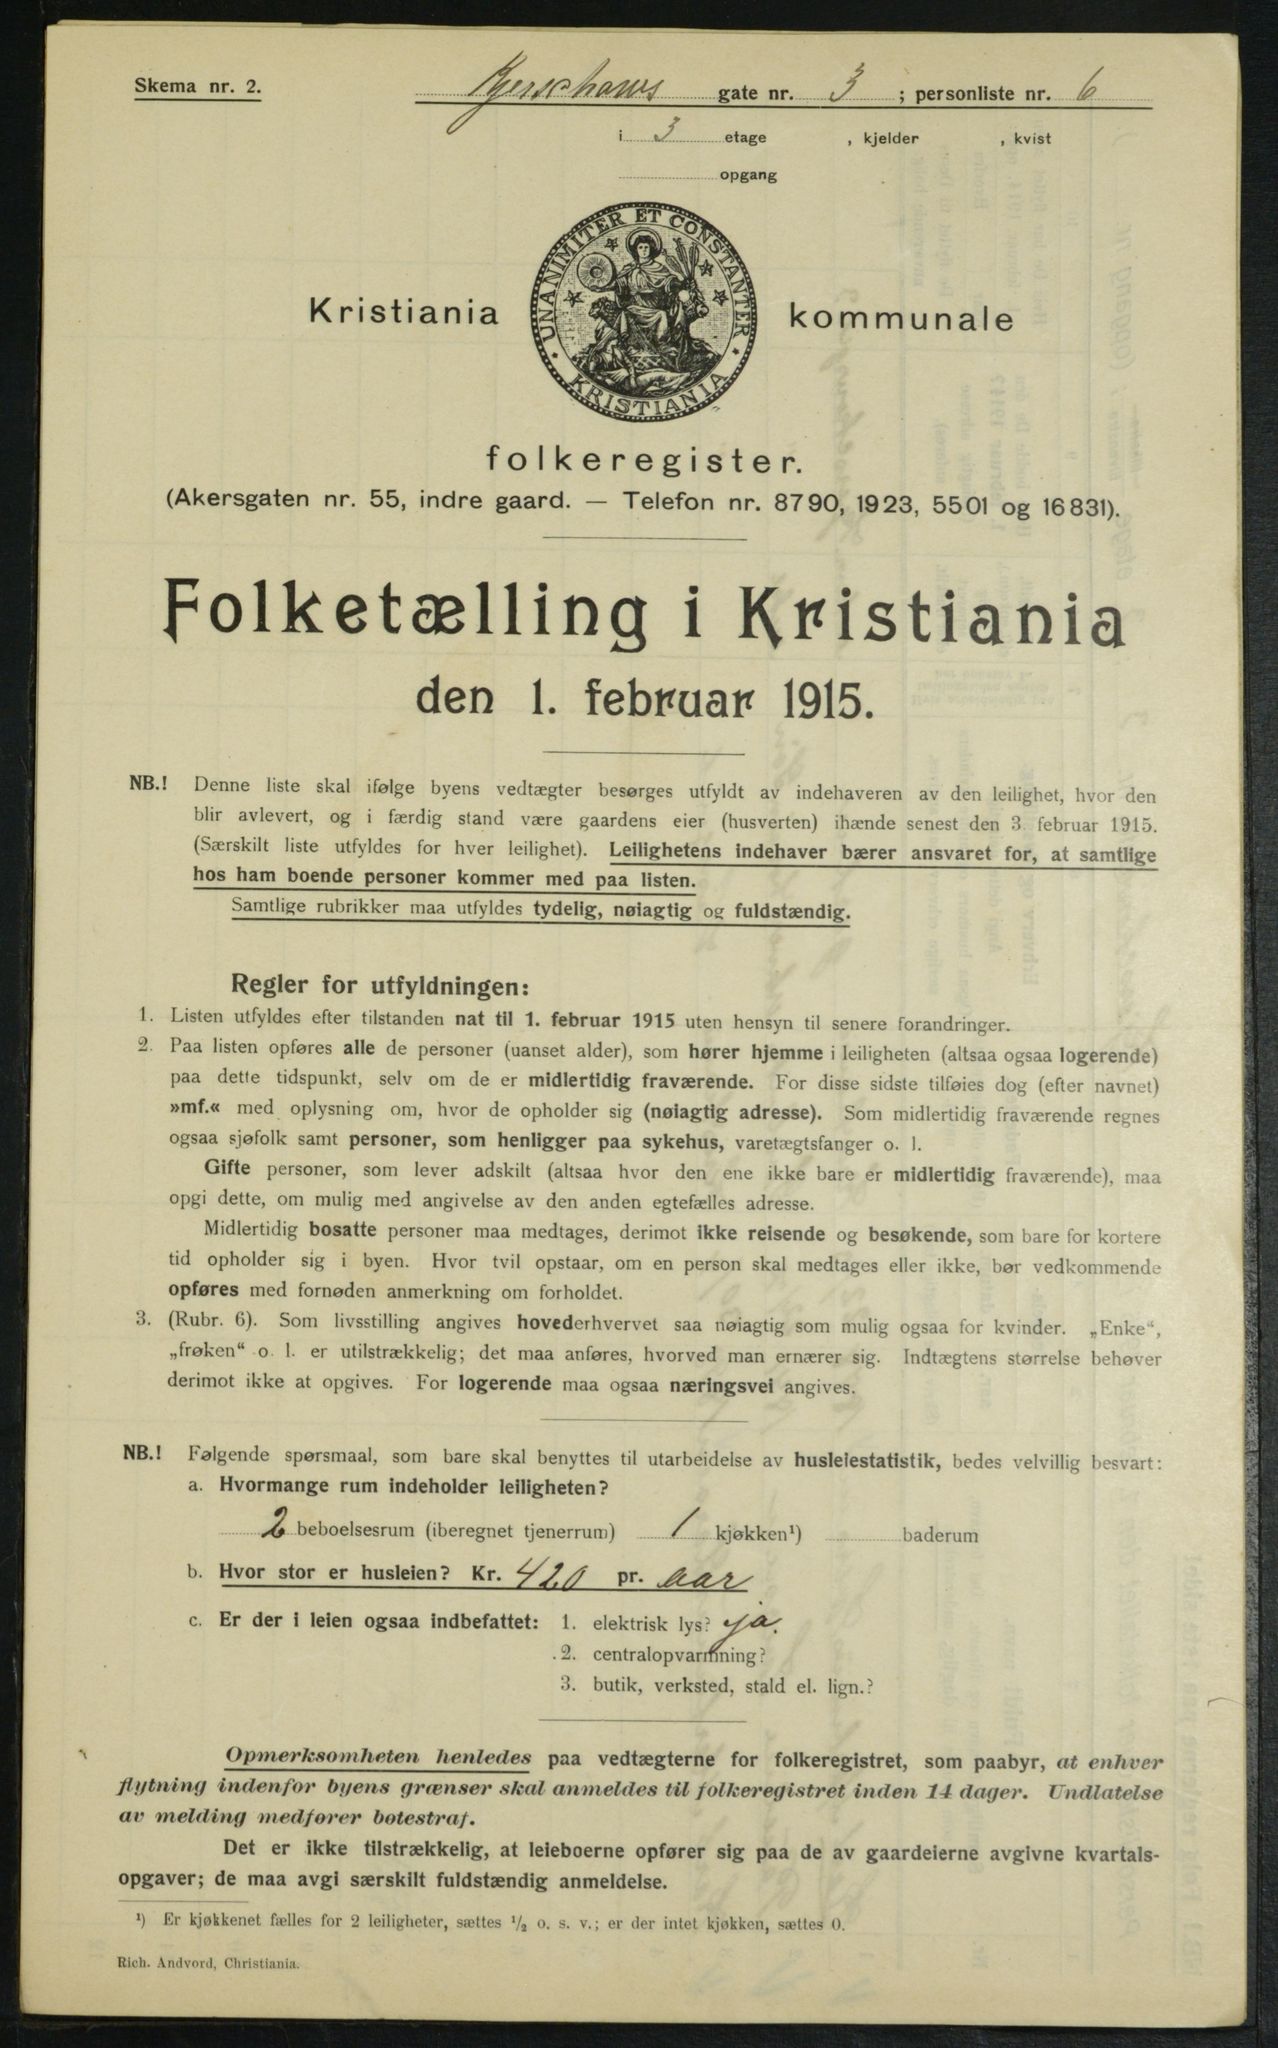 Skema nr. 2.
Kjerschows gate nr. 3 ; personliste nr. 6
i 3 etage , kjelder , kvist
opgang
UNANIMITER ET CONSTANTER
KRISTIANIA
Kristiania kommunale
folkeregister.
(Akersgaten nr. 55, indre gaard. — Telefon nr. 8790, 1923, 5501 og 16831).
Folketælling i Kristiania
den 1. februar 1915.
NB.! Denne liste skal ifølge byens vedtægter besørges utfyldt av indehaveren av den leilighet, hvor den
blir avlevert, og i færdig stand være gaardens eier (husverten) ihænde senest den 3. februar 1915.
(Særskilt liste utfyldes for hver leilighet). Leilighetens indehaver bærer ansvaret for, at samtlige
hos ham boende personer kommer med paa listen.
Samtlige rubrikker maa utfyldes tydelig, nøiagtig og fuldstændig.
Regler for utfyldningen:
1. Listen utfyldes efter tilstanden nat til 1. februar 1915 uten hensyn til senere forandringer.
2. Paa listen opføres alle de personer (uanset alder), som hører hjemme i leiligheten (altsaa ogsaa logerende)
paa dette tidspunkt, selv om de er midlertidig fraværende. For disse sidste tilføies dog (efter navnet)
»mf.« med oplysning om, hvor de opholder sig (nøiagtig adresse). Som midlertidig fraværende regnes
ogsaa sjøfolk samt personer, som henligger paa sykehus, varetægtsfanger o. l.
Gifte personer, som lever adskilt (altsaa hvor den ene ikke bare er midlertidig fraværende), maa
opgi dette, om mulig med angivelse av den anden egtefælles adresse.
Midlertidig bosatte personer maa medtages, derimot ikke reisende og besøkende, som bare for kortere
tid opholder sig i byen. Hvor tvil opstaar, om en person skal medtages eller ikke, bør vedkommende
opføres med fornøden anmerkning om forholdet.
3. (Rubr. 6). Som livsstilling angives hovederhvervet saa nøiagtig som mulig ogsaa for kvinder. „Enke“,
„frøken“ o. l. er utilstrækkelig; det maa anføres, hvorved man ernærer sig. Indtægtens størrelse behøver
derimot ikke at opgives. For logerende maa ogsaa næringsvei angives.
NB.! Følgende spørsmaal, som bare skal benyttes til utarbeidelse av husleiestatistik, bedes velvillig besvart:
a. Hvormange rum indeholder leiligheten?
2 beboelsesrum (iberegnet tjenerrum) 1 kjøkken¹) baderum
b. Hvor stor er husleien? Kr. 420 pr. aar
c. Er der i leien ogsaa indbefattet: 1. elektrisk lys? ja.
2. centralopvarmning?
3. butik, verksted, stald el. lign.?
Opmerksomheten henledes paa vedtægterne for folkeregistret, som paabyr, at enhver
flytning indenfor byens grænser skal anmeldes til folkeregistret inden 14 dager. Undlatelse
av melding medfører bøtestraf.
Det er ikke tilstrækkelig, at leieboerne opfører sig paa de av gaardeierne avgivne kvartals-
opgaver; de maa avgi særskilt fuldstændig anmeldelse.
¹) Er kjøkkenet fælles for 2 leiligheter, sættes ½ o. s. v.; er der intet kjøkken, sættes 0.
Rich. Andvord, Christiania.